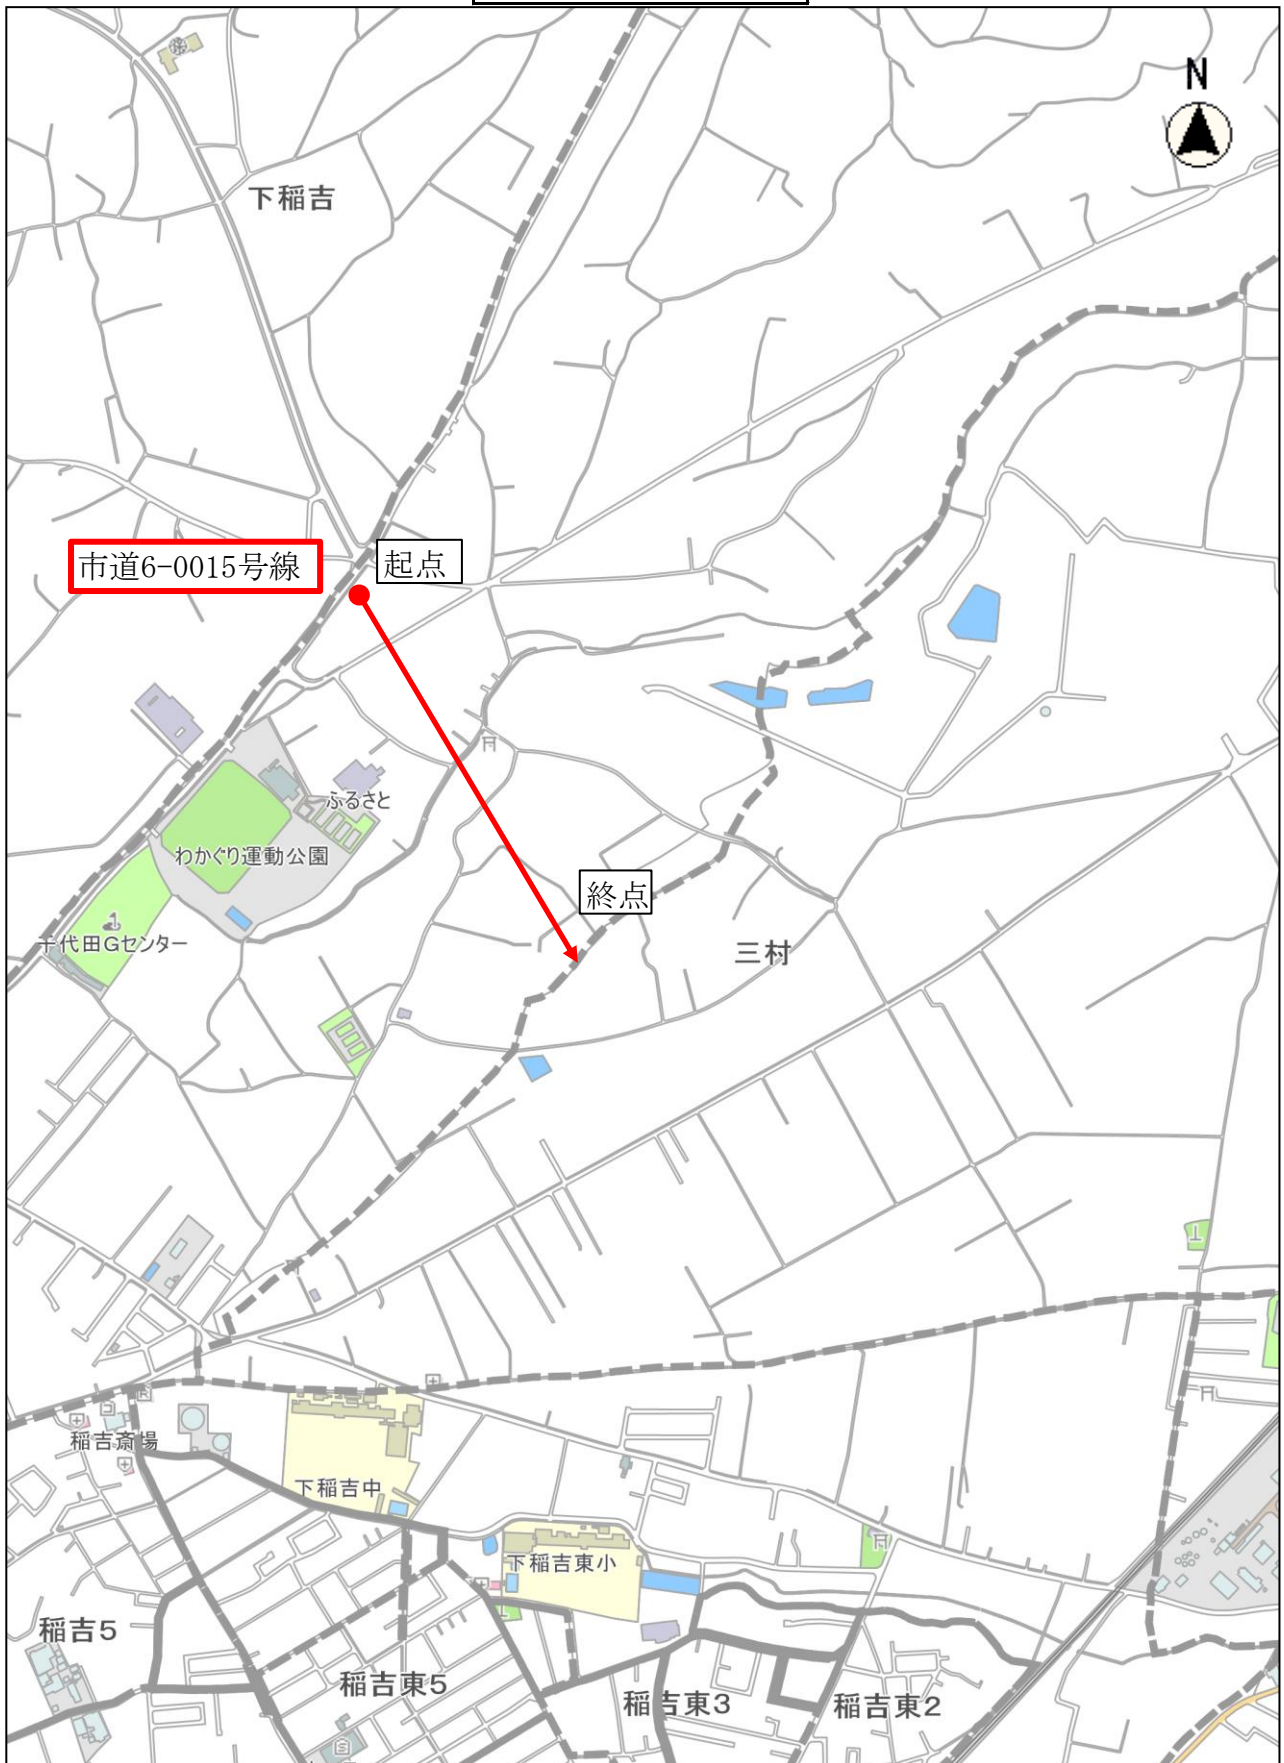 N
下稲吉
市道6-0015号線
起点
ふるさと
わかぐり運動公園
終点
千代田Gセンター
三村
稲吉斎場
下稲吉中
下稲吉東小
稲吉5
稲吉東5
稲吉東3
稲吉東2